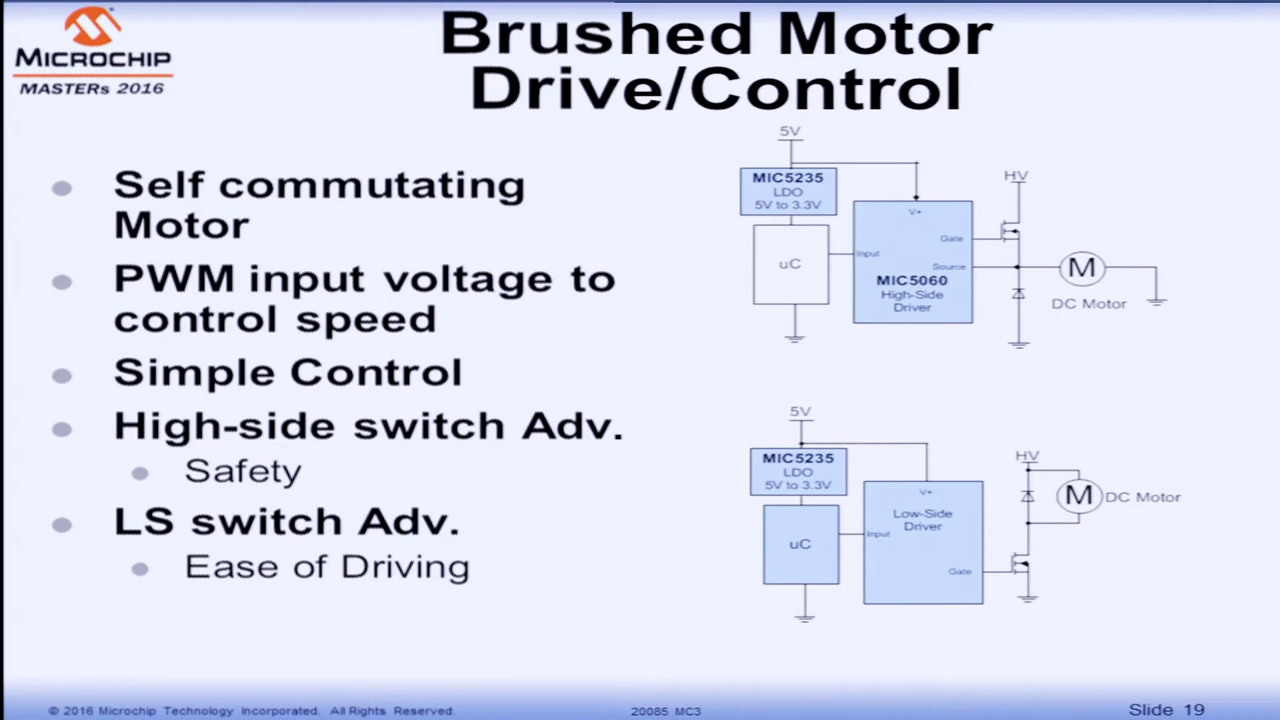 MICROCHIP
MASTERs 2016
Brushed Motor
Drive/Control
Self commutating
Motor
PWM input voltage to
control speed
Simple Control
High-side switch Adv.
Safety
LS switch Adv.
Ease of Driving
5V
MIC5235
LDO
5V to 3.3V
uC
V+
Gate
Input
Source
MIC5060
High-Side
Driver
HV
M
DC Motor
5V
MIC5235
LDO
5V to 3.3V
uC
V+
Low-Side
Driver
Input
Gate
HV
M DC Motor
© 2016 Microchip Technology Incorporated. All Rights Reserved.
20085 MC3
Slide 19